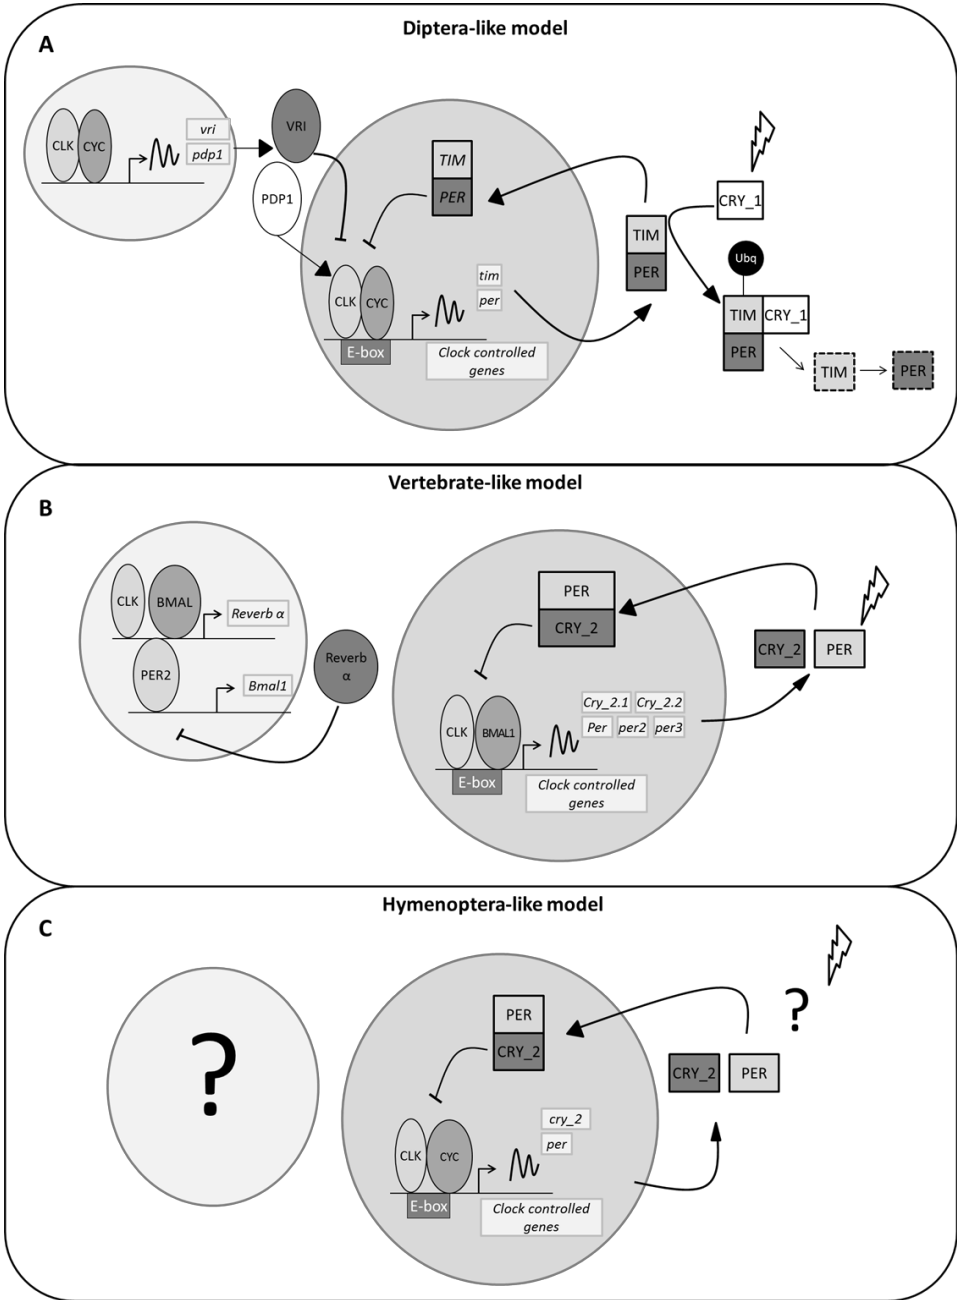 Diptera-like model
A
CLK
CYC
vri
pdp1
VRI
PDP1
TIM
PER
CLK
CYC
E-box
tim
per
Clock controlled
genes
TIM
PER
CRY_1
Ubq
TIM
CRY_1
PER
TIM
PER
Vertebrate-like model
B
CLK
BMAL
Reverb α
PER2
Bmal1
Reverb
α
PER
CRY_2
CLK
BMAL1
E-box
Cry_2.1
Cry_2.2
Per
per2
per3
Clock controlled
genes
CRY_2
PER
Hymenoptera-like model
C
?
PER
CRY_2
CLK
CYC
E-box
cry_2
per
Clock controlled
genes
CRY_2
PER
?